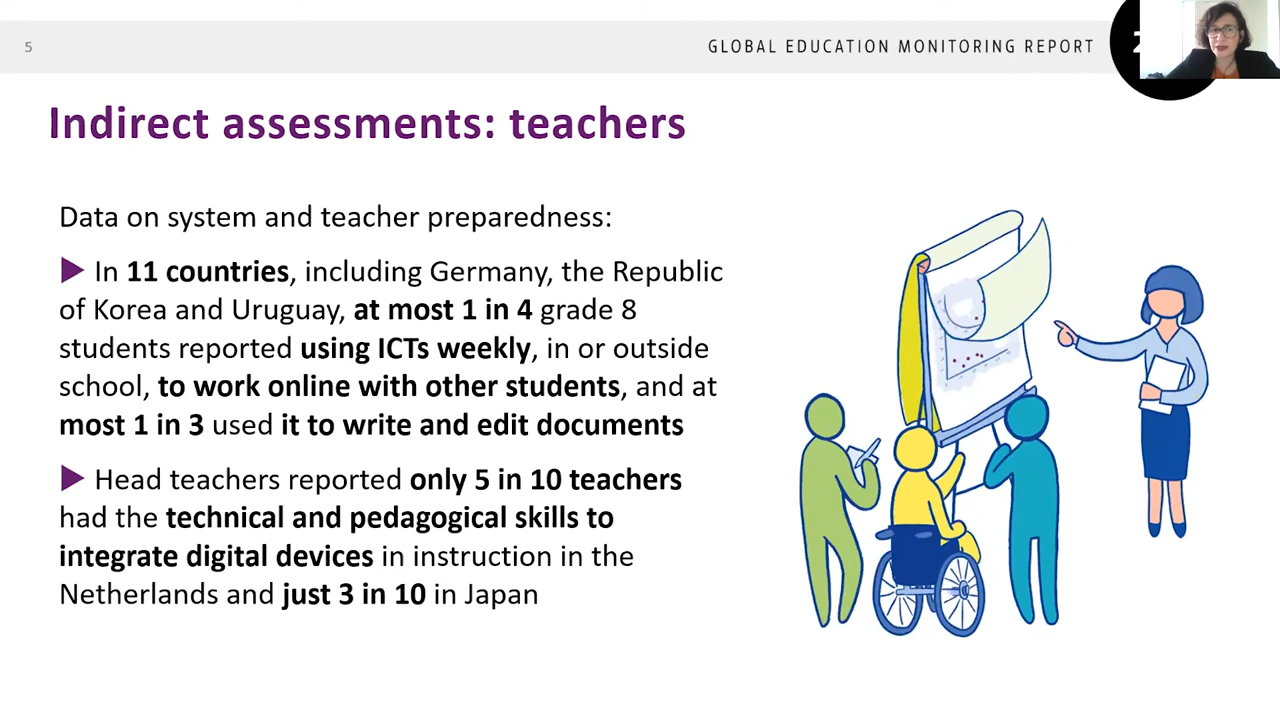 5
GLOBAL EDUCATION MONITORING REPORT
2
Indirect assessments: teachers
Data on system and teacher preparedness:
▶ In 11 countries, including Germany, the Republic
of Korea and Uruguay, at most 1 in 4 grade 8
students reported using ICTs weekly, in or outside
school, to work online with other students, and at
most 1 in 3 used it to write and edit documents
▶ Head teachers reported only 5 in 10 teachers
had the technical and pedagogical skills to
integrate digital devices in instruction in the
Netherlands and just 3 in 10 in Japan